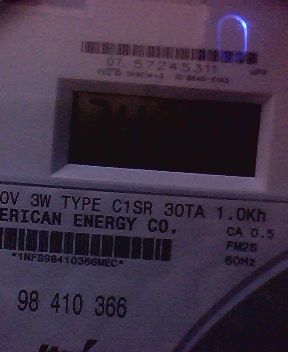 07 57245311
0V 3W TYPE C1SR 30TA 1.0Kh
ERICAN ENERGY CO.
CA 0.5
FM2S
60Hz
*1NFS98410366MEC*
98 410 366